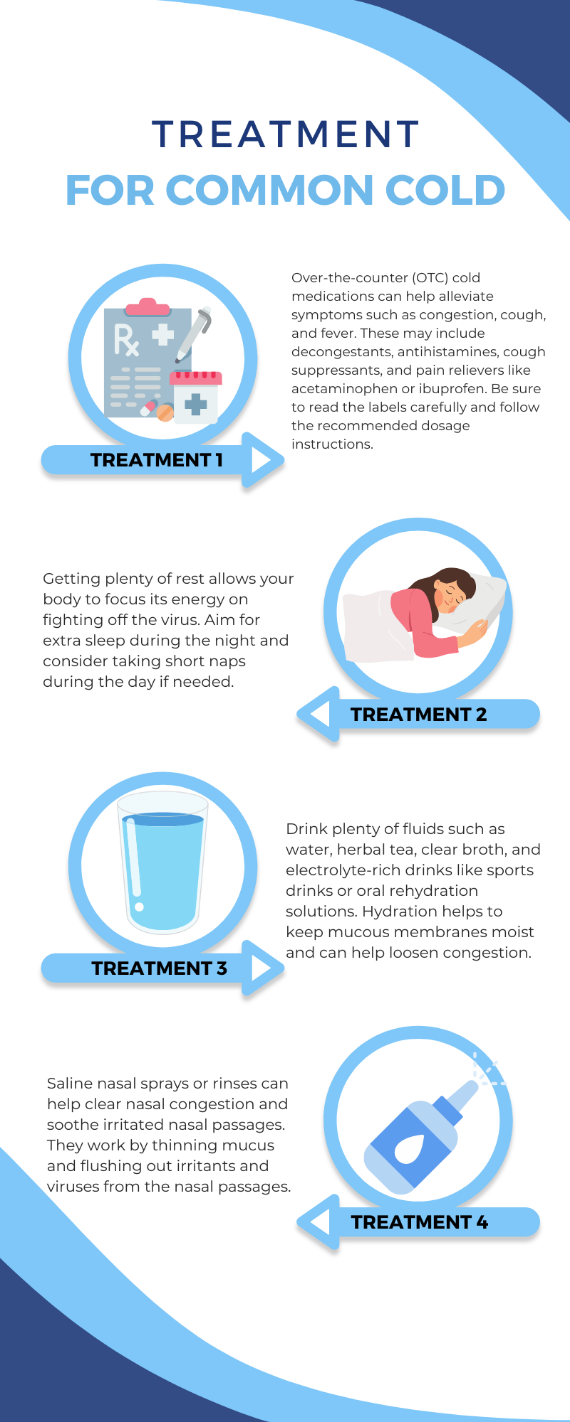 TREATMENT
FOR COMMON COLD
Over-the-counter (OTC) cold
medications can help alleviate
symptoms such as congestion, cough,
and fever. These may include
decongestants, antihistamines, cough
suppressants, and pain relievers like
acetaminophen or ibuprofen. Be sure
to read the labels carefully and follow
the recommended dosage
instructions.
Rx
TREATMENT 1
Getting plenty of rest allows your
body to focus its energy on
fighting off the virus. Aim for
extra sleep during the night and
consider taking short naps
during the day if needed.
TREATMENT 2
Drink plenty of fluids such as
water, herbal tea, clear broth, and
electrolyte-rich drinks like sports
drinks or oral rehydration
solutions. Hydration helps to
keep mucous membranes moist
and can help loosen congestion.
TREATMENT 3
Saline nasal sprays or rinses can
help clear nasal congestion and
soothe irritated nasal passages.
They work by thinning mucus
and flushing out irritants and
viruses from the nasal passages.
TREATMENT 4